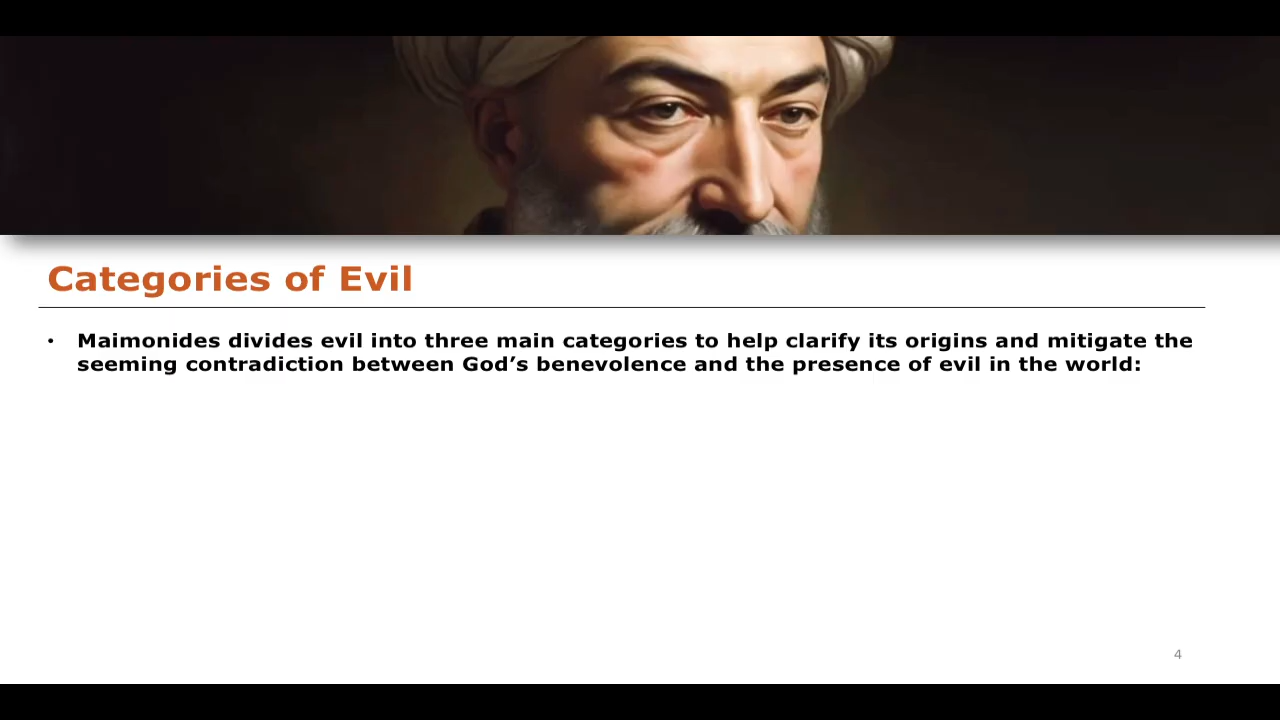 Categories of Evil
• Maimonides divides evil into three main categories to help clarify its origins and mitigate the
seeming contradiction between God’s benevolence and the presence of evil in the world:
4